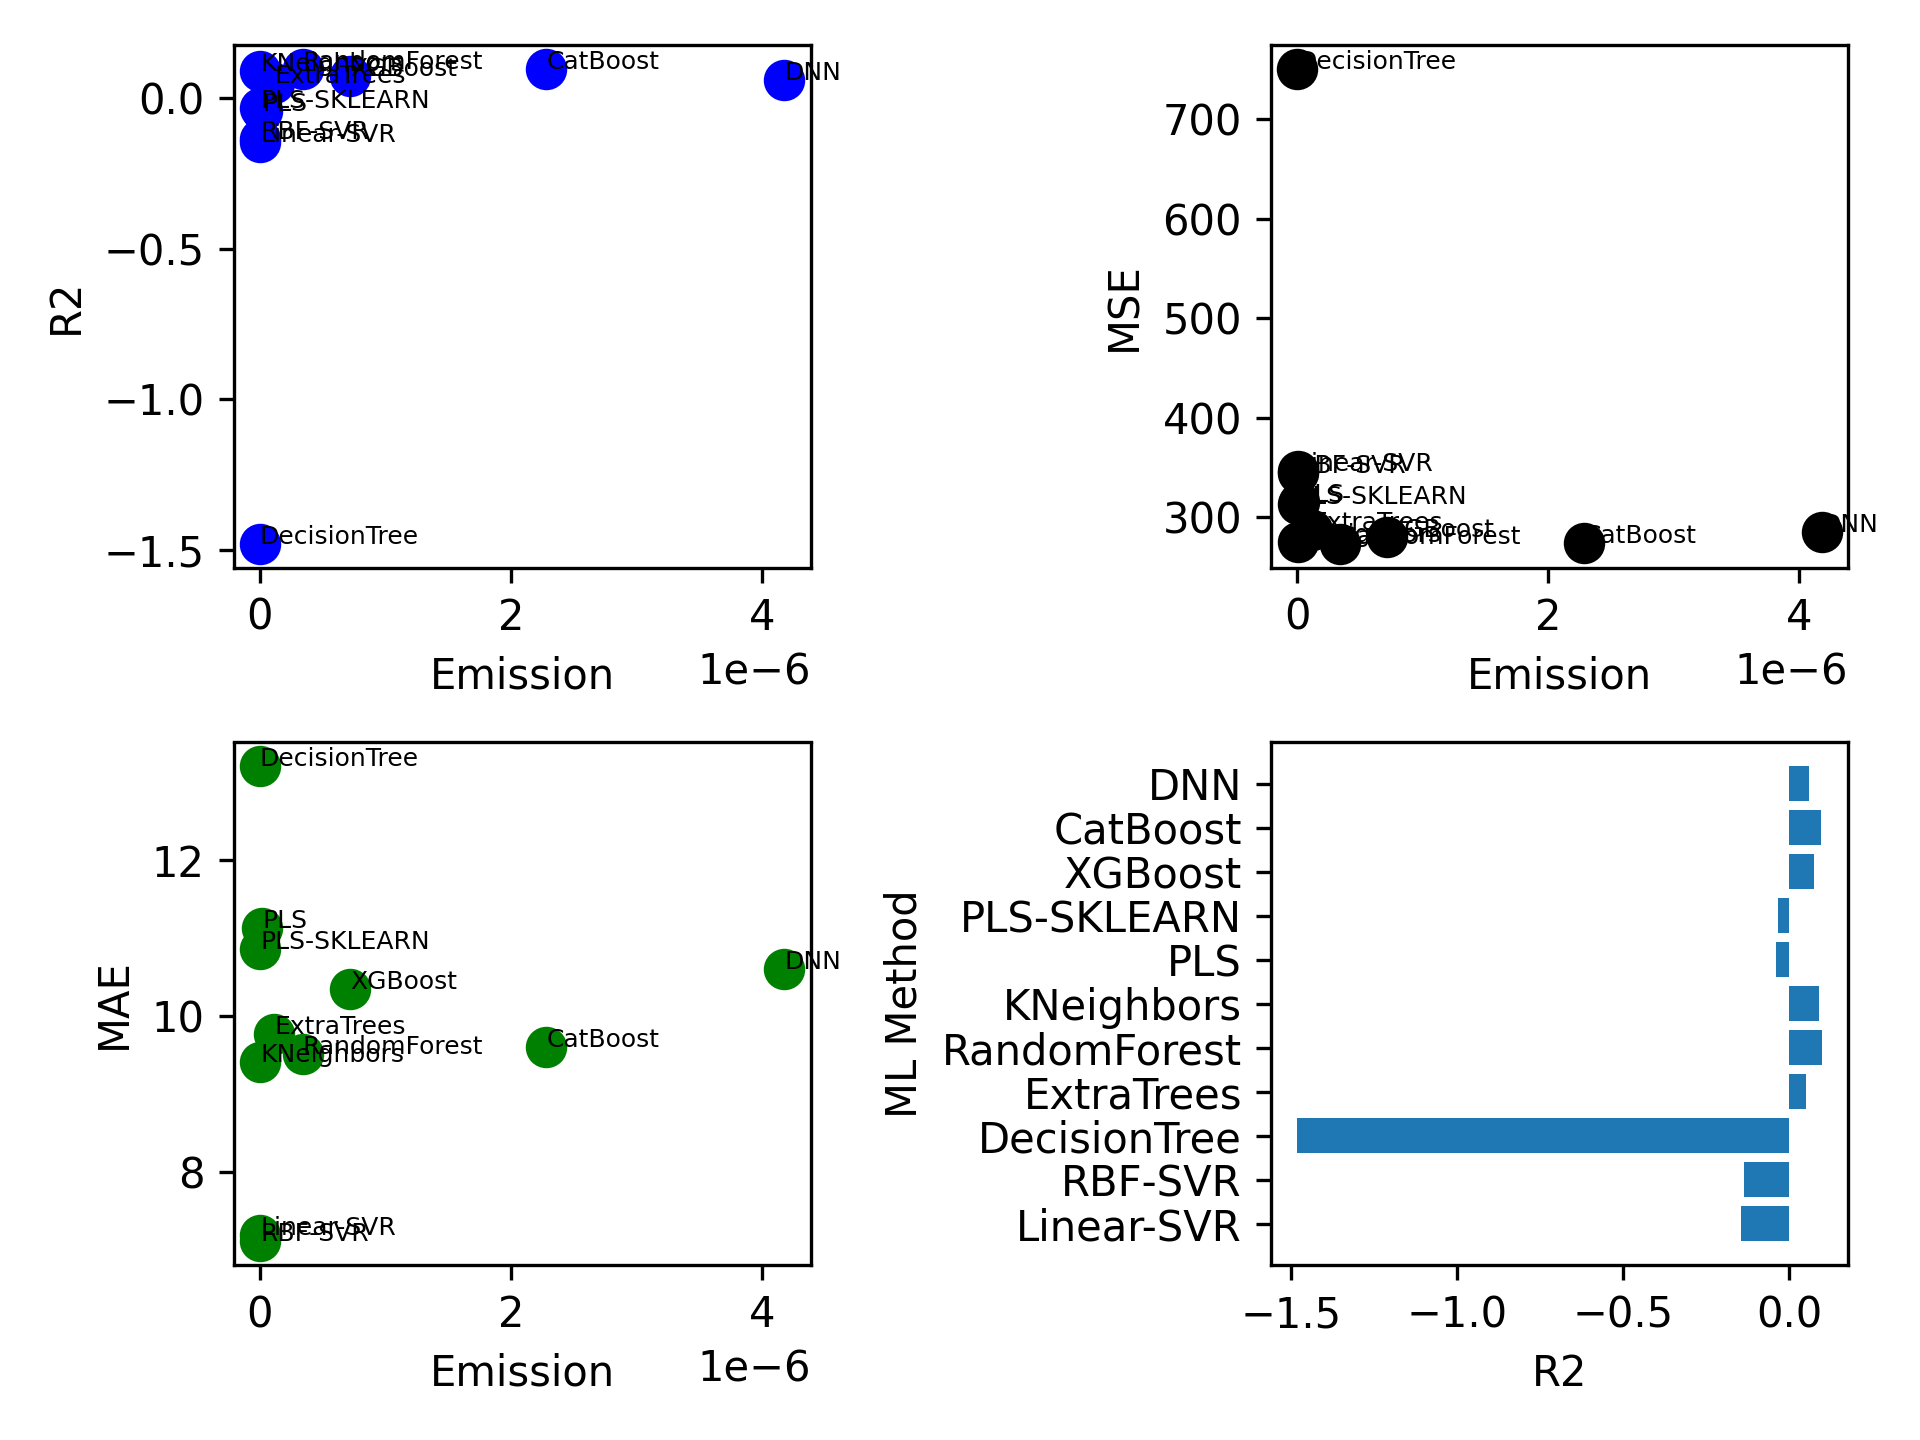 R2
0.0
−0.5
−1.0
−1.5
KNeighbors
RandomForest
XGBoost
ExtraTrees
CatBoost
DNN
PLS-SKLEARN
PLS
RBF-SVR
Linear-SVR
DecisionTree
0
2
4
Emission
1e−6
MSE
700
600
500
400
300
DecisionTree
Linear-SVR
RBF-SVR
PLS
PLS-SKLEARN
ExtraTrees
XGBoost
RandomForest
CatBoost
DNN
0
2
4
Emission
1e−6
MAE
12
10
8
DecisionTree
PLS
PLS-SKLEARN
XGBoost
DNN
ExtraTrees
RandomForest
KNeighbors
CatBoost
Linear-SVR
RBF-SVR
0
2
4
Emission
1e−6
ML Method
DNN
CatBoost
XGBoost
PLS-SKLEARN
PLS
KNeighbors
RandomForest
ExtraTrees
DecisionTree
RBF-SVR
Linear-SVR
−1.5
−1.0
−0.5
0.0
R2